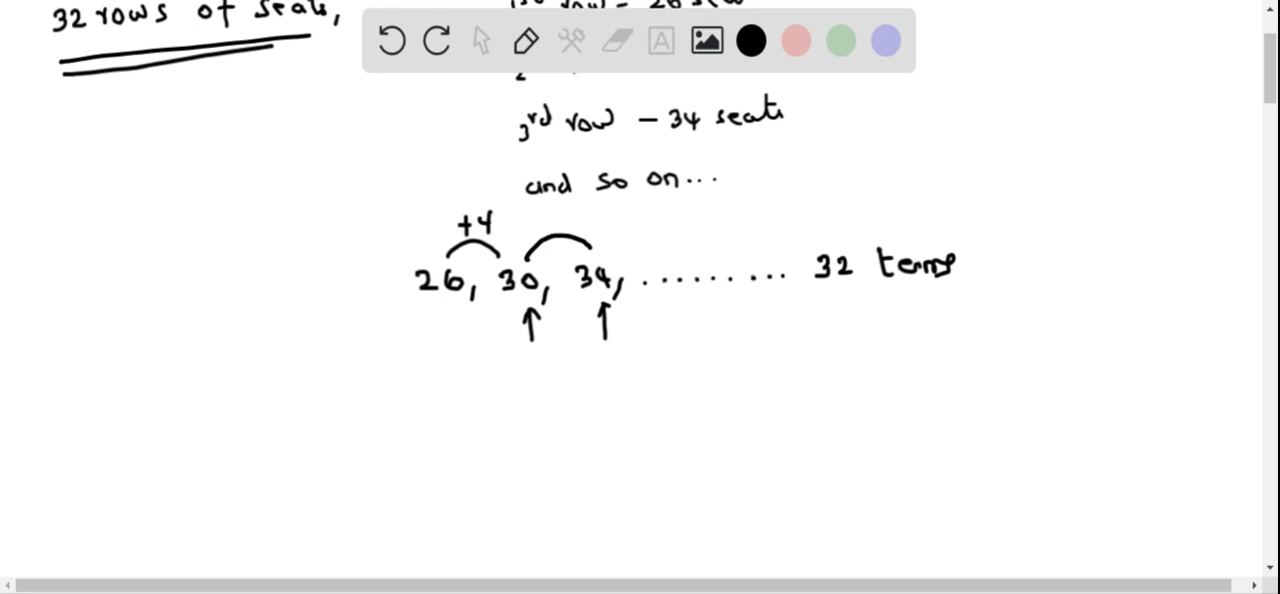 32 rows of seats,
3rd row - 34 seats
and so on...
+4
26, 30, 34, ......... 32 terms